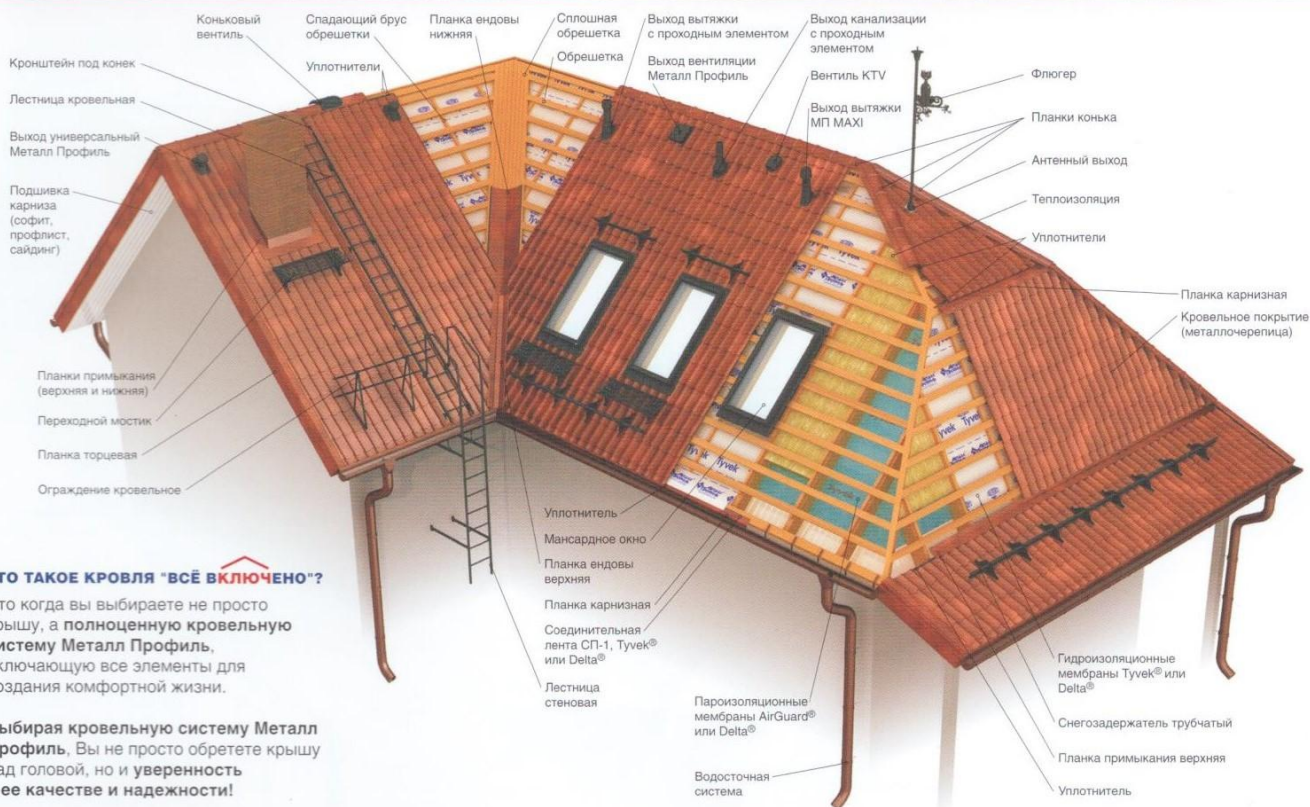 Коньковый
вентиль
Спадающий брус
обрешетки
Планка ендовы
нижняя
Сплошная
обрешетка
Выход вытяжки
с проходным элементом
Выход канализации
с проходным
элементом
Кронштейн под конек
Уплотнители
Обрешетка
Выход вентиляции
Металл Профиль
Вентиль KTV
Флюгер
Лестница кровельная
Выход вытяжки
МП MAXI
Планки конька
Выход универсальный
Металл Профиль
Антенный выход
Подшивка
карниза
(софит,
профлист,
сайдинг)
Теплоизоляция
Уплотнители
Планка карнизная
Кровельное покрытие
(металлочерепица)
Планки примыкания
(верхняя и нижняя)
Переходной мостик
Планка торцевая
Ограждение кровельное
Tyvek
Tyvek
Tyvek
Уплотнитель
Мансардное окно
Планка ендовы
верхняя
Планка карнизная
Соединительная
лента СП-1, Tyvek®
или Delta®
Лестница
стеновая
Пароизоляционные
мембраны AirGuard®
или Delta®
Водосточная
система
Гидроизоляционные
мембраны Tyvek® или
Delta®
Снегозадержатель трубчатый
Планка примыкания верхняя
Уплотнитель
ТО ТАКОЕ КРОВЛЯ "ВСЁ ВКЛЮЧЕНО"?
то когда вы выбираете не просто
рышу, а полноценную кровельную
истему Металл Профиль,
ключающую все элементы для
оздания комфортной жизни.
ыбирая кровельную систему Металл
рофиль, Вы не просто обретете крышу
ад головой, но и уверенность
ее качестве и надежности!